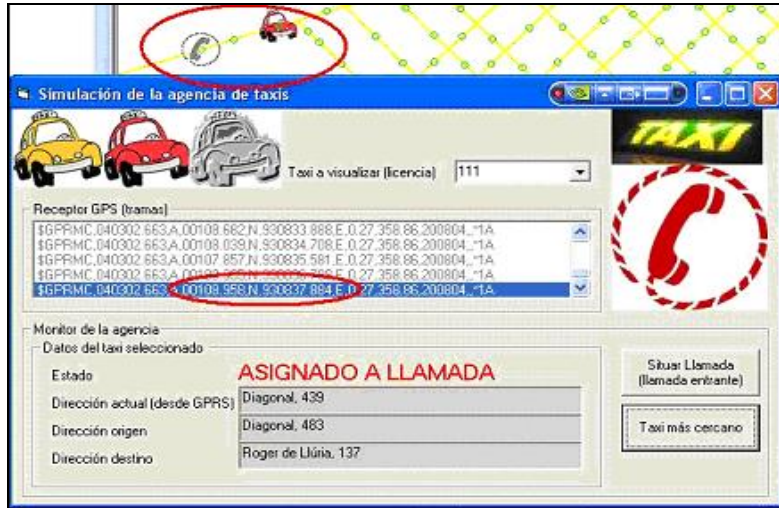 Simulación de la agencia de taxis
TAXI
Taxi a visualizar (licencia) 111
Receptor GPS (tramas)
$GPRMC,040302.663,A,00108.682,N,930833.888,E,0.27,358.86,200804,,*1A
$GPRMC,040302.663,A,00108.039,N,930834.708,E,0.27,358.86,200804,,*1A
$GPRMC,040302.663,A,00107.857,N,930835.581,E,0.27,358.86,200804,,*1A
$GPRMC,040302.663,A
$GPRMC,040302.663,A,00108.958,N,930837.884,E,0.27,358.86,200804,,*1A
Monitor de la agencia
Datos del taxi seleccionado
Estado ASIGNADO A LLAMADA
Dirección actual (desde GPRS) Diagonal, 439
Dirección origen Diagonal, 483
Dirección destino Roger de Llúria, 137
Situar Llamada
(llamada entrante)
Taxi más cercano